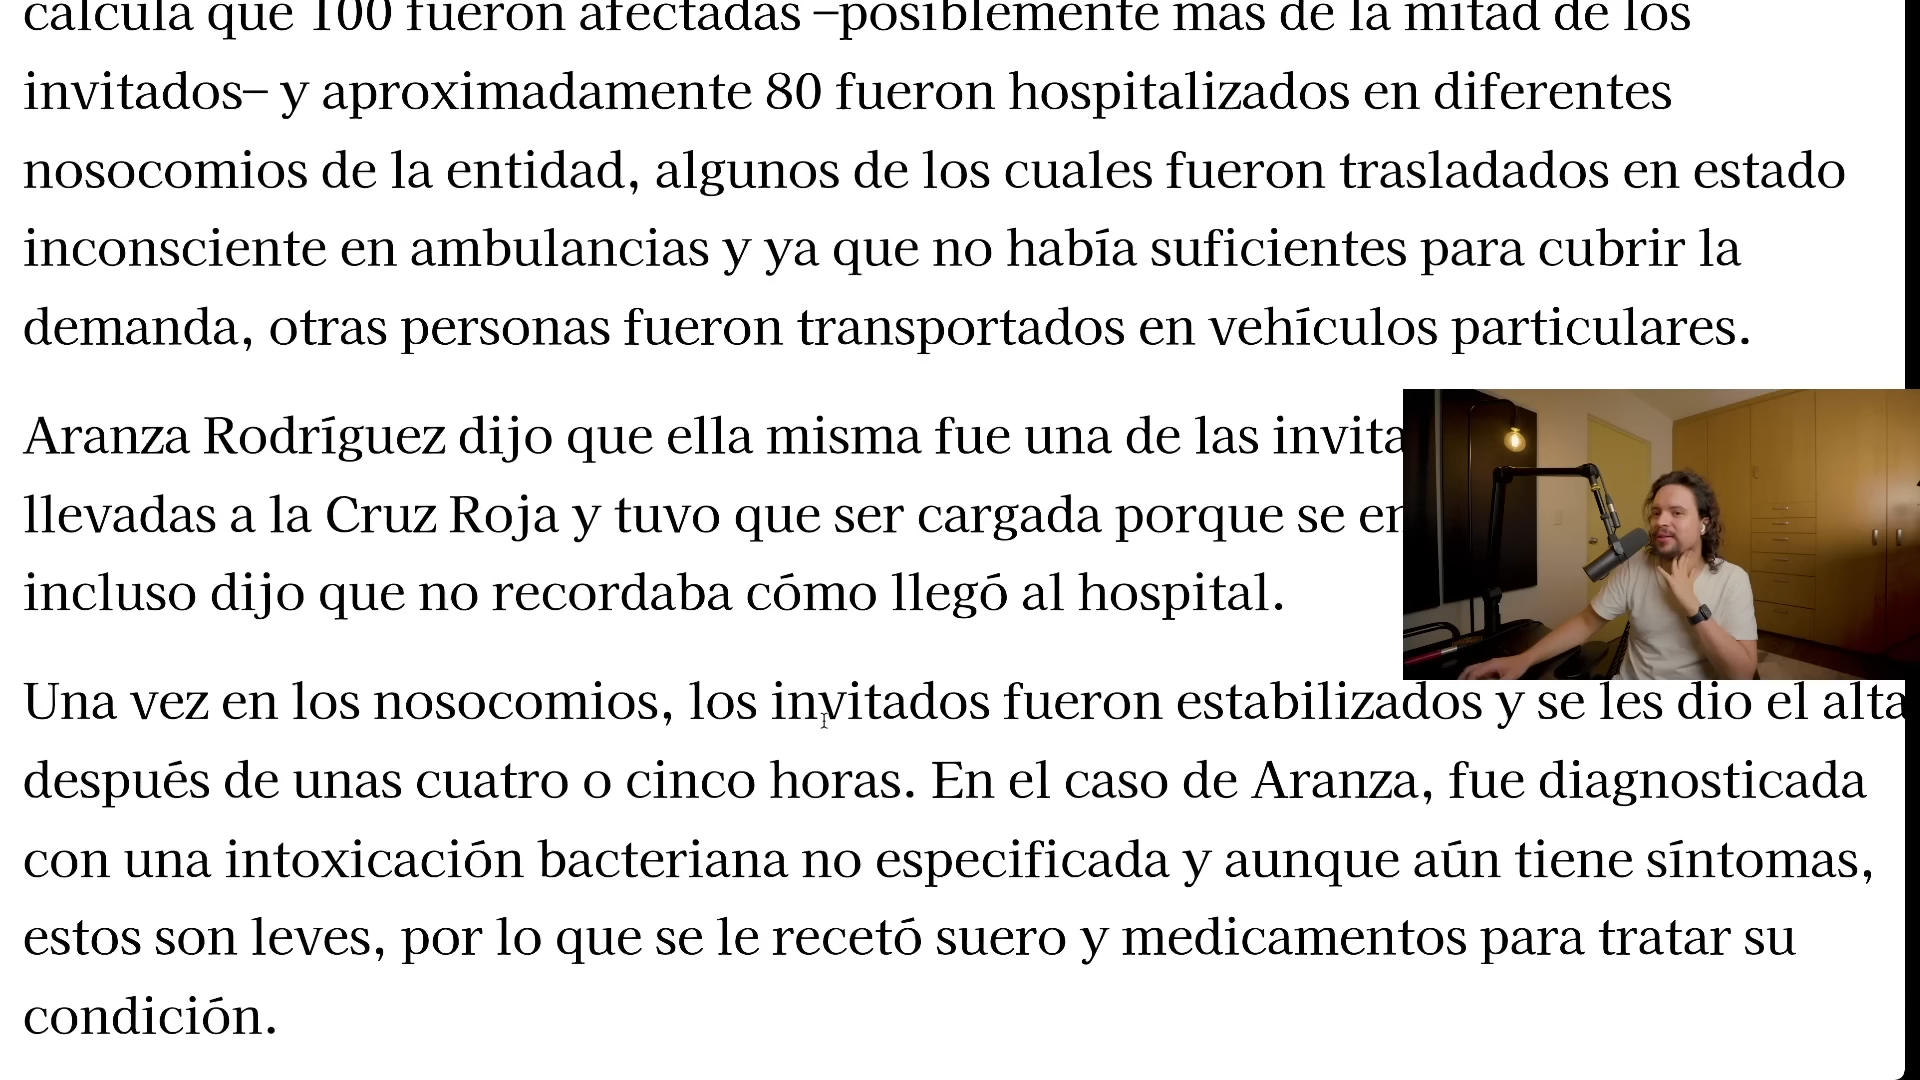 calcula que 100 fueron afectadas –posiblemente más de la mitad de los
invitados– y aproximadamente 80 fueron hospitalizados en diferentes
nosocomios de la entidad, algunos de los cuales fueron trasladados en estado
inconsciente en ambulancias y ya que no había suficientes para cubrir la
demanda, otras personas fueron transportados en vehículos particulares.
Aranza Rodríguez dijo que ella misma fue una de las
llevadas a la Cruz Roja y tuvo que ser cargada porque se
incluso dijo que no recordaba cómo llegó al hospital.
Una vez en los nosocomios, los invitados fueron estabilizados y se les dio el alta
después de unas cuatro o cinco horas. En el caso de Aranza, fue diagnosticada
con una intoxicación bacteriana no especificada y aunque aún tiene síntomas,
estos son leves, por lo que se le recetó suero y medicamentos para tratar su
condición.